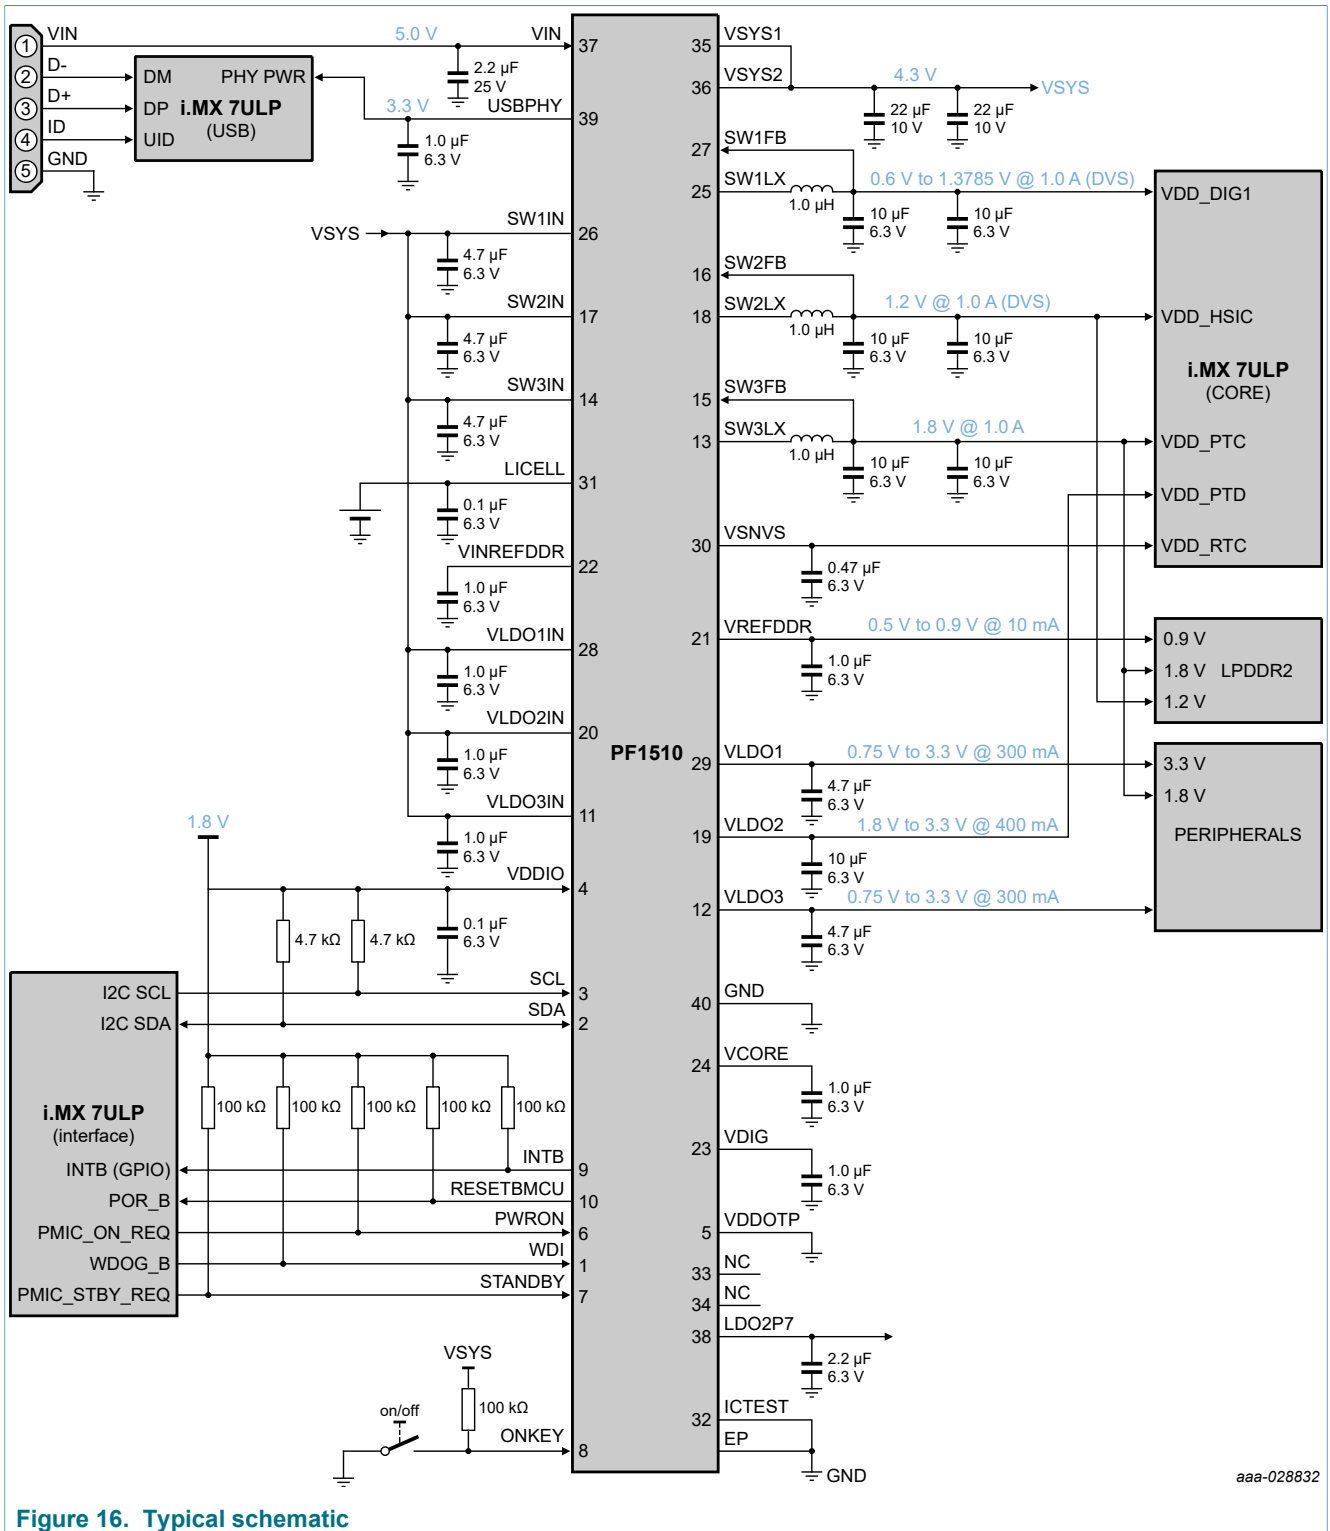 VIN
5.0 V
VIN
1
37
D-
2
DM
PHY PWR
2.2 µF
25 V
D+
3
DP
i.MX 7ULP
(USB)
3.3 V
USBPHY
39
ID
4
UID
1.0 µF
6.3 V
GND
5
VSYS
SW1IN
26
4.7 µF
6.3 V
SW2IN
17
4.7 µF
6.3 V
SW3IN
14
4.7 µF
6.3 V
LICELL
31
0.1 µF
6.3 V
VINREFDDR
22
1.0 µF
6.3 V
VLDO1IN
28
1.0 µF
6.3 V
VLDO2IN
20
1.0 µF
6.3 V
VLDO3IN
11
1.0 µF
6.3 V
1.8 V
VDDIO
4
0.1 µF
6.3 V
4.7 kΩ
4.7 kΩ
I2C SCL
SCL
3
I2C SDA
SDA
2
100 kΩ
100 kΩ
100 kΩ
100 kΩ
100 kΩ
i.MX 7ULP
(interface)
INTB (GPIO)
INTB
9
POR_B
RESETBMCU
10
PMIC_ON_REQ
PWRON
6
WDOG_B
WDI
1
PMIC_STBY_REQ
STANDBY
7
VSYS
100 kΩ
on/off
ONKEY
8
PF1510
35
VSYS1
36
VSYS2
4.3 V
VSYS
22 µF
10 V
22 µF
10 V
27
SW1FB
25
SW1LX
1.0 µH
0.6 V to 1.3785 V @ 1.0 A (DVS)
10 µF
6.3 V
10 µF
6.3 V
VDD_DIG1
16
SW2FB
18
SW2LX
1.0 µH
1.2 V @ 1.0 A (DVS)
10 µF
6.3 V
10 µF
6.3 V
VDD_HSIC
i.MX 7ULP
(CORE)
15
SW3FB
13
SW3LX
1.0 µH
1.8 V @ 1.0 A
10 µF
6.3 V
10 µF
6.3 V
VDD_PTC
VDD_PTD
30
VSNVS
0.47 µF
6.3 V
VDD_RTC
21
VREFDDR
0.5 V to 0.9 V @ 10 mA
1.0 µF
6.3 V
0.9 V
1.8 V LPDDR2
1.2 V
29
VLDO1
0.75 V to 3.3 V @ 300 mA
4.7 µF
6.3 V
3.3 V
1.8 V
PERIPHERALS
19
VLDO2
1.8 V to 3.3 V @ 400 mA
10 µF
6.3 V
12
VLDO3
0.75 V to 3.3 V @ 300 mA
4.7 µF
6.3 V
40
GND
24
VCORE
1.0 µF
6.3 V
23
VDIG
1.0 µF
6.3 V
5
VDDOTP
33
NC
34
NC
38
LDO2P7
2.2 µF
6.3 V
32
ICTEST
EP
GND
aaa-028832
Figure 16. Typical schematic